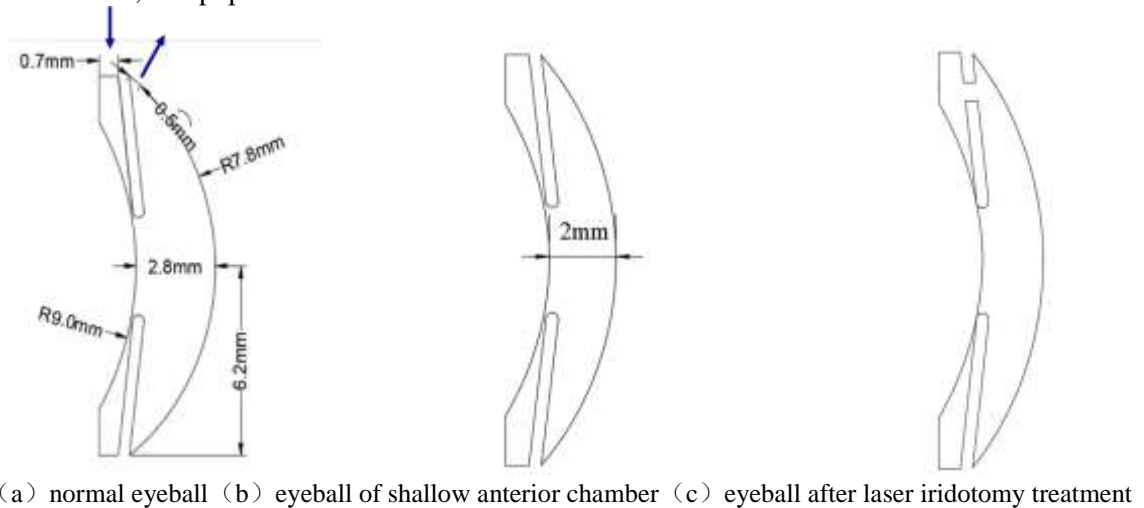 0.7mm
0.5mm
R7.8mm
2.8mm
R9.0mm
6.2mm
2mm
（a）normal eyeball（b）eyeball of shallow anterior chamber（c）eyeball after laser iridotomy treatment